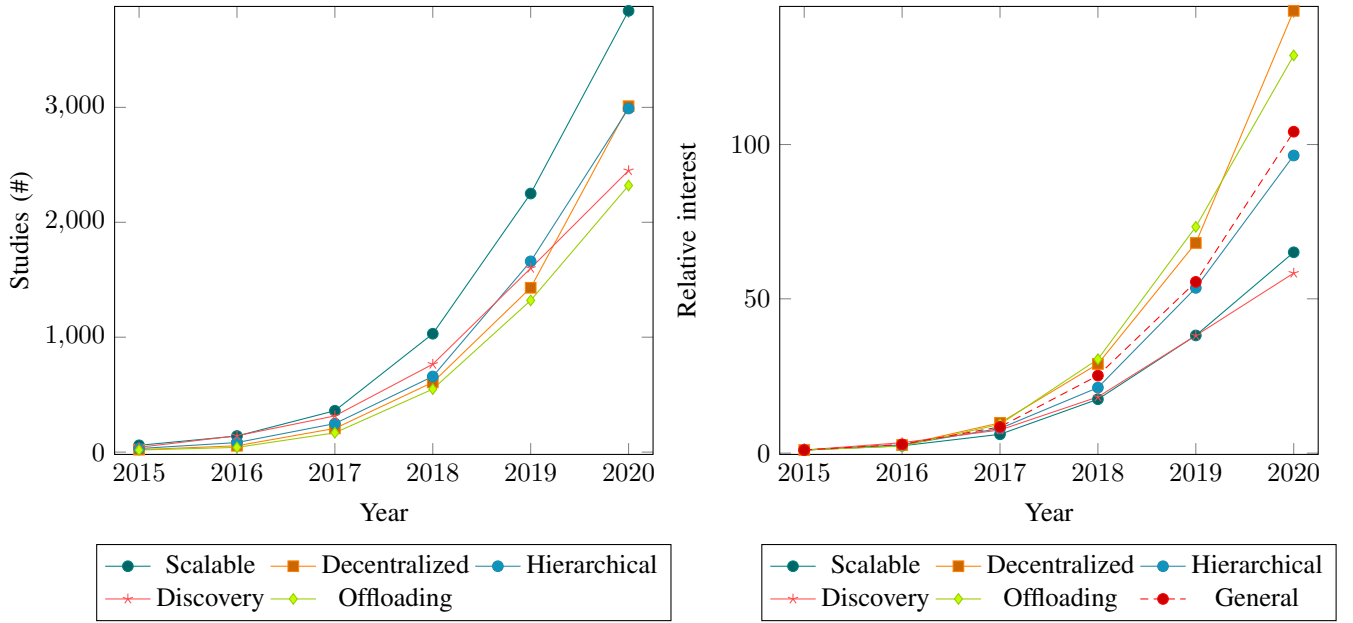 3,000
2,000
1,000
0
Studies (#)
2015 2016 2017 2018 2019 2020
Year
Scalable Decentralized Hierarchical
Discovery Offloading
100
50
0
Relative interest
2015 2016 2017 2018 2019 2020
Year
Scalable Decentralized Hierarchical
Discovery Offloading General